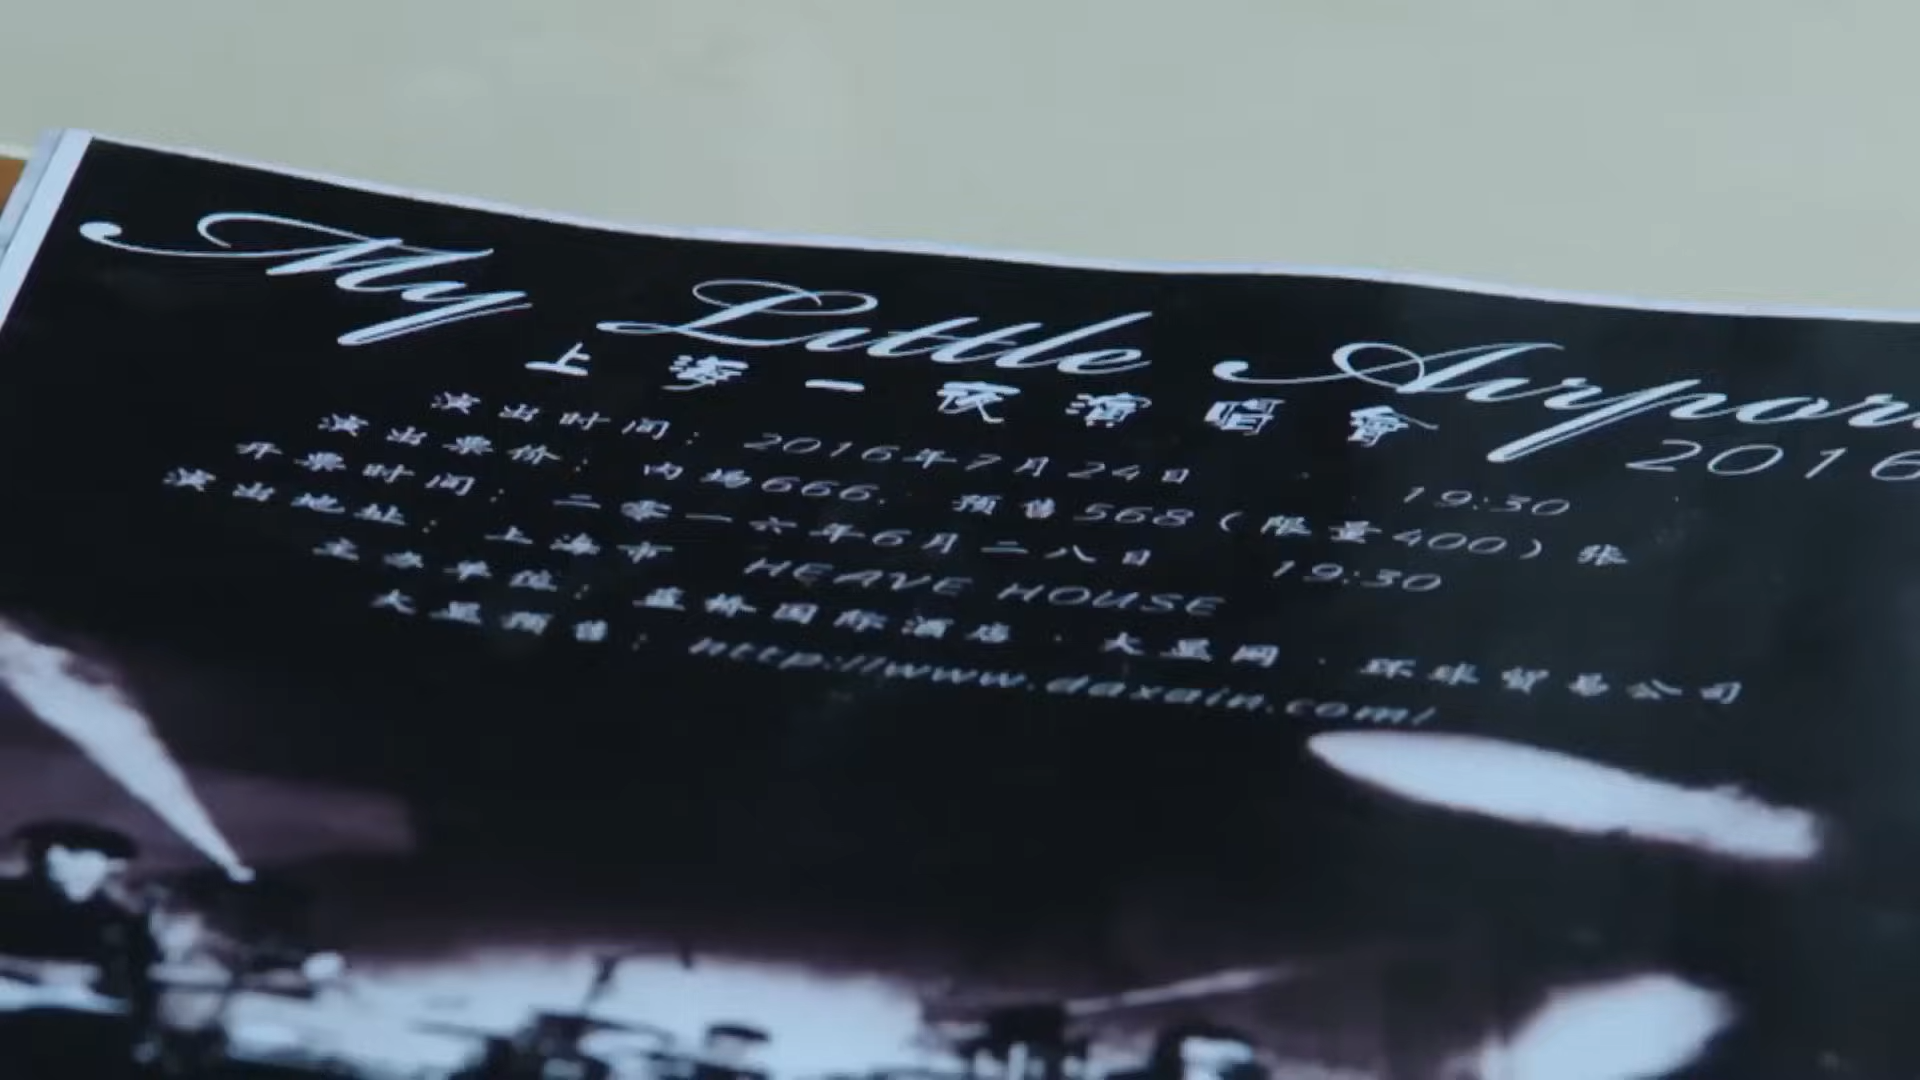 My Little Airport
上海一夜演唱會
2016
演出时间：2016年7月24日 19:30
演出票价：内场666. 预售568（限量400）张
开票时间：二零一六年6月二八日 19:30
演出地址：上海市 HEAVE HOUSE
主办单位：蓝桥国际酒店·大星网·环球贸易公司
大星预售：http://www.daxain.com/